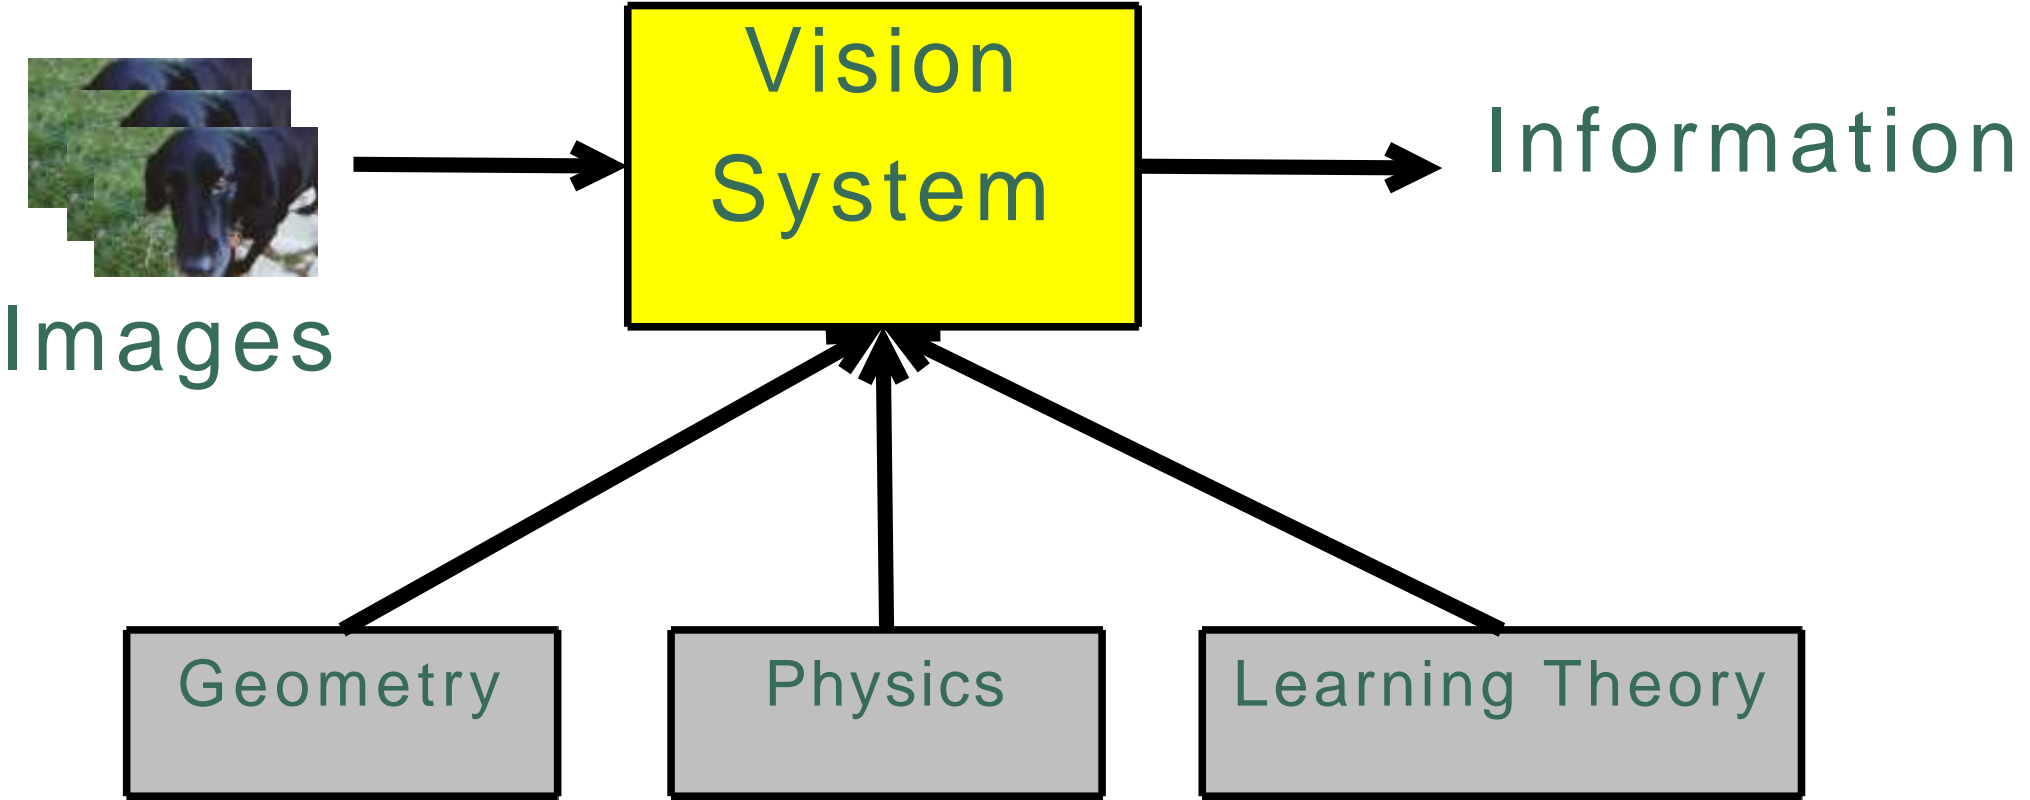 Vision
System
Information
Images
Geometry
Physics
Learning Theory